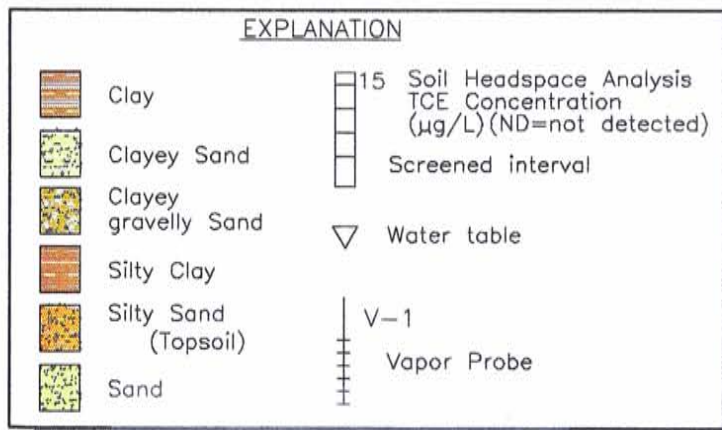 EXPLANATION
Clay
Clayey Sand
Clayey
gravelly Sand
Silty Clay
Silty Sand
(Topsoil)
Sand
15 Soil Headspace Analysis
TCE Concentration
(µg/L)(ND=not detected)
Screened interval
Water table
V-1
Vapor Probe